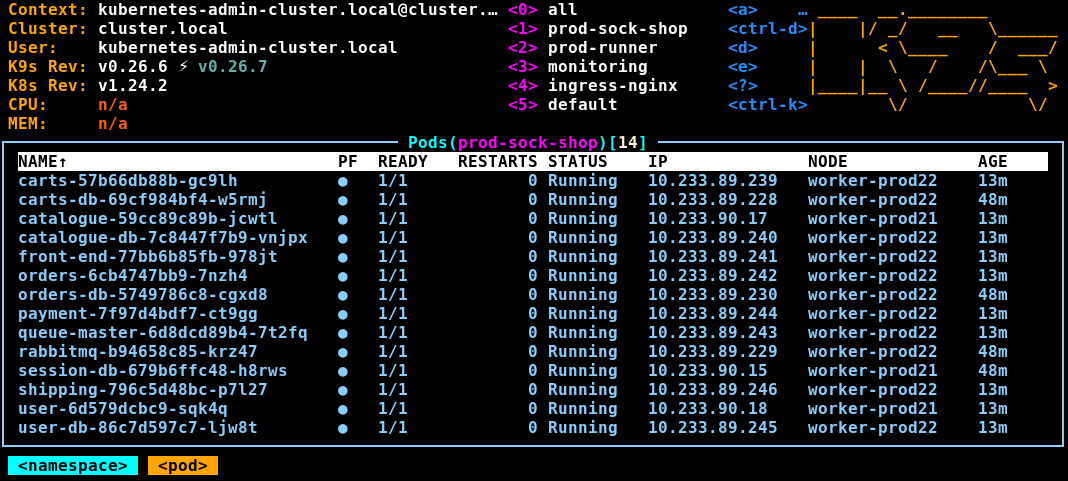 Context: kubernetes-admin-cluster.local@cluster.… <0> all <a> …
Cluster: cluster.local <1> prod-sock-shop <ctrl-d>
User: kubernetes-admin-cluster.local <2> prod-runner <d>
K9s Rev: v0.26.6 ⚡ v0.26.7 <3> monitoring <e>
K8s Rev: v1.24.2 <4> ingress-nginx <?>
CPU: n/a <5> default <ctrl-k>
MEM: n/a
Pods(prod-sock-shop)[14]
NAME↑ PF READY RESTARTS STATUS IP NODE AGE
carts-57b66db88b-gc9lh ● 1/1 0 Running 10.233.89.239 worker-prod22 13m
carts-db-69cf984bf4-w5rmj ● 1/1 0 Running 10.233.89.228 worker-prod22 48m
catalogue-59cc89c89b-jcwtl ● 1/1 0 Running 10.233.90.17 worker-prod21 13m
catalogue-db-7c8447f7b9-vnjpx ● 1/1 0 Running 10.233.89.240 worker-prod22 13m
front-end-77bb6b85fb-978jt ● 1/1 0 Running 10.233.89.241 worker-prod22 13m
orders-6cb4747bb9-7nzh4 ● 1/1 0 Running 10.233.89.242 worker-prod22 13m
orders-db-5749786c8-cgxd8 ● 1/1 0 Running 10.233.89.230 worker-prod22 48m
payment-7f97d4bdf7-ct9gg ● 1/1 0 Running 10.233.89.244 worker-prod22 13m
queue-master-6d8dcd89b4-7t2fq ● 1/1 0 Running 10.233.89.243 worker-prod22 13m
rabbitmq-b94658c85-krz47 ● 1/1 0 Running 10.233.89.229 worker-prod22 48m
session-db-679b6ffc48-h8rws ● 1/1 0 Running 10.233.90.15 worker-prod21 48m
shipping-796c5d48bc-p7l27 ● 1/1 0 Running 10.233.89.246 worker-prod22 13m
user-6d579dcbc9-sqk4q ● 1/1 0 Running 10.233.90.18 worker-prod21 13m
user-db-86c7d597c7-ljw8t ● 1/1 0 Running 10.233.89.245 worker-prod22 13m
<namespace> <pod>